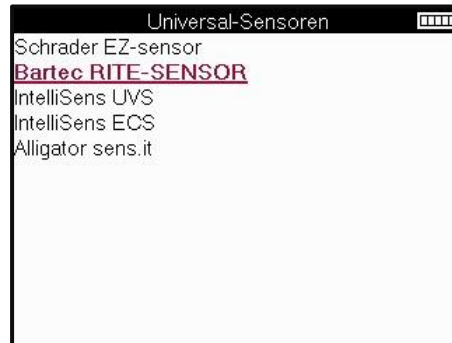 Universal-Sensoren
Schrader EZ-sensor
Bartec RITE-SENSOR
IntelliSens UVS
IntelliSens ECS
Alligator sens.it